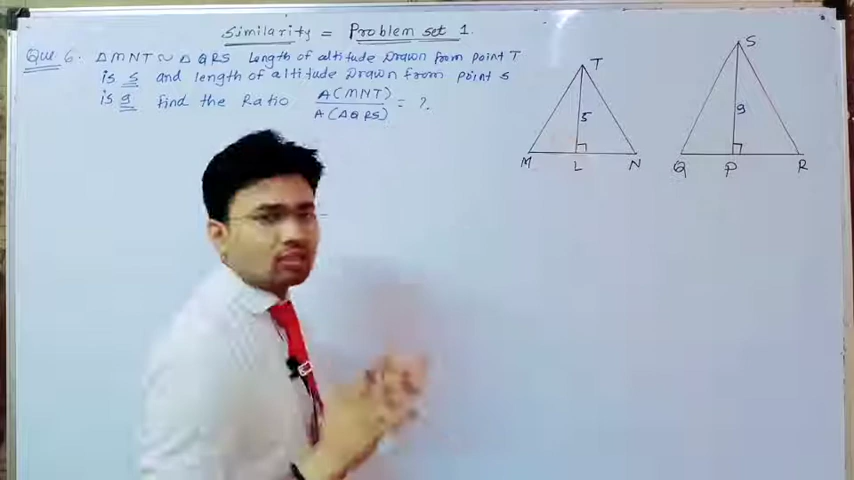 Similarity = Problem set 1.
Que 6. △MNT ~ △QRS Length of altitude Drawn from point T
is 5 and length of altitude Drawn from point s
is 9 Find the Ratio A(MNT)/A(△QRS) = ?.
T
S
5
9
M L N
Q P R